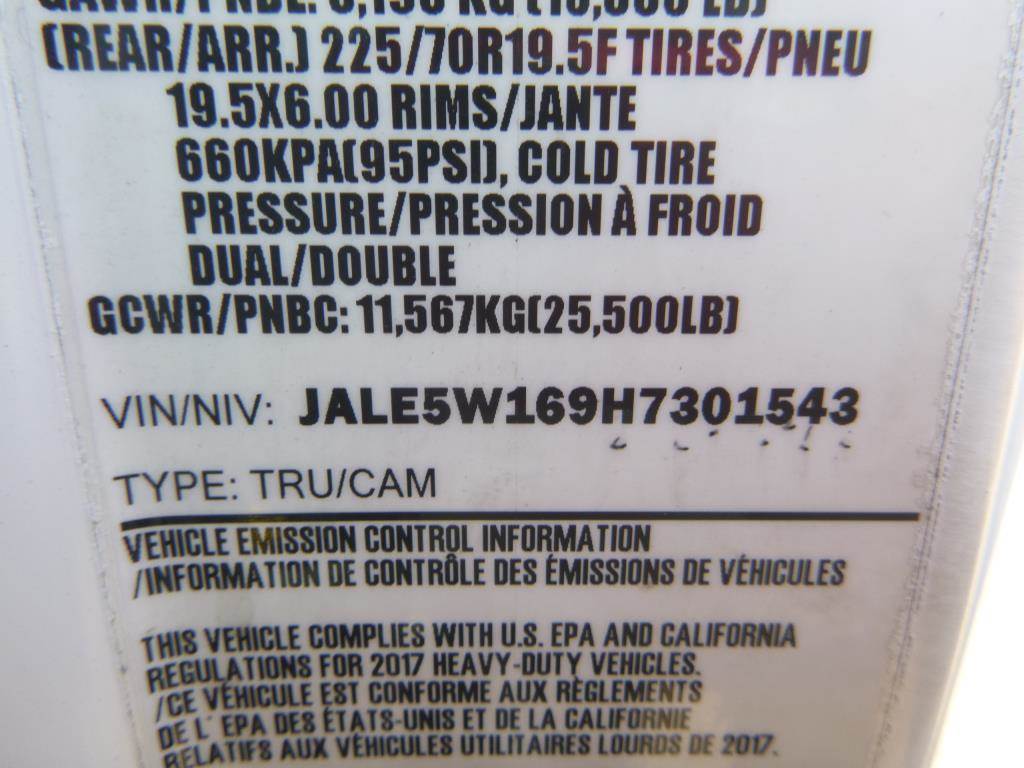 (REAR/ARR.) 225/70R19.5F TIRES/PNEU
19.5X6.00 RIMS/JANTE
660KPA(95PSI), COLD TIRE
PRESSURE/PRESSION À FROID
DUAL/DOUBLE
GCWR/PNBC: 11,567KG(25,500LB)
VIN/NIV: JALE5W169H7301543
TYPE: TRU/CAM
VEHICLE EMISSION CONTROL INFORMATION
/INFORMATION DE CONTRÔLE DES ÉMISSIONS DE VÉHICULES
THIS VEHICLE COMPLIES WITH U.S. EPA AND CALIFORNIA
REGULATIONS FOR 2017 HEAVY-DUTY VEHICLES.
/CE VÉHICULE EST CONFORME AUX RÈGLEMENTS
DE L' EPA DES ÉTATS-UNIS ET DE LA CALIFORNIE
RELATIFS AUX VÉHICULES UTILITAIRES LOURDS DE 2017.